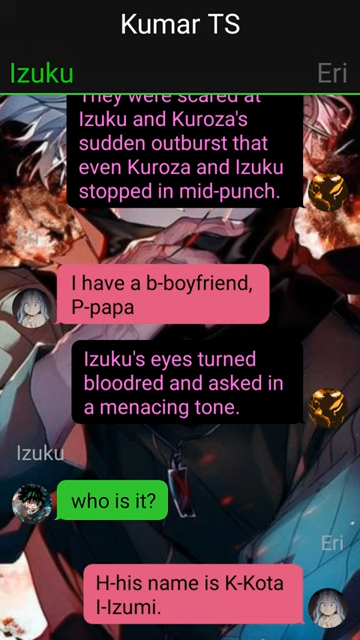 Kumar TS
Izuku
Eri
They were scared at
Izuku and Kuroza's
sudden outburst that
even Kuroza and Izuku
stopped in mid-punch.
Eri
I have a b-boyfriend,
P-papa
Izuku's eyes turned
bloodred and asked in
a menacing tone.
Izuku
who is it?
Eri
H-his name is K-Kota
I-Izumi.